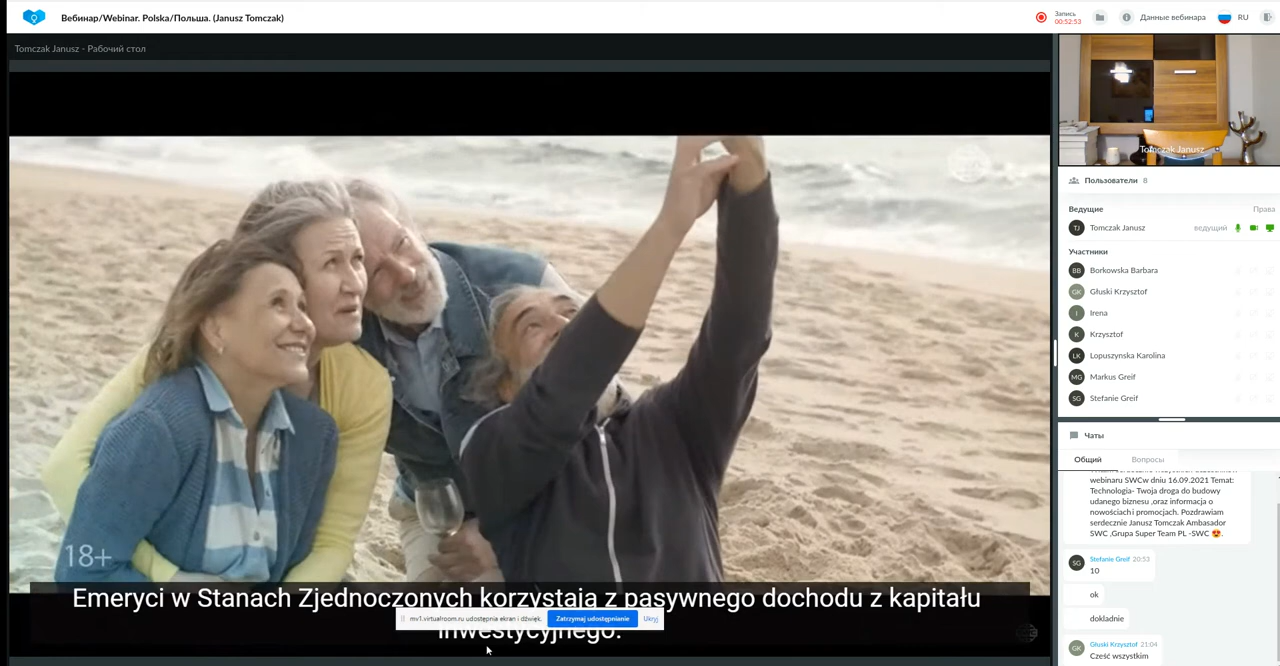 Вебинар/Webinar. Polska/Польша. (Janusz Tomczak)
Запись
00:52:53
Данные вебинара
RU
Tomczak Janusz - Рабочий стол
Tomczak Janusz
Пользователи 8
Ведущие Права
TJ Tomczak Janusz ведущий
Участники
BB Borkowska Barbara
GK Głuski Krzysztof
I Irena
K Krzysztof
LK Lopuszynska Karolina
MG Markus Greif
SG Stefanie Greif
Чаты
Общий Вопросы
webinaru SWCw dniu 16.09.2021 Temat:
Technologia- Twoja droga do budowy
udanego biznesu ,oraz informacja o
nowościach i promocjach. Pozdrawiam
serdecznie Janusz Tomczak Ambasador
SWC ,Grupa Super Team PL -SWC 😍.
SG Stefanie Greif 20:53
10
ok
dokladnie
GK Głuski Krzysztof 21:04
Cześć wszystkim
18+
Emeryci w Stanach Zjednoczonych korzystają z pasywnego dochodu z kapitału
inwestycyjnego.
mv1.virtualroom.ru udostępnia ekran i dźwięk.
Zatrzymaj udostępnianie
Ukryj